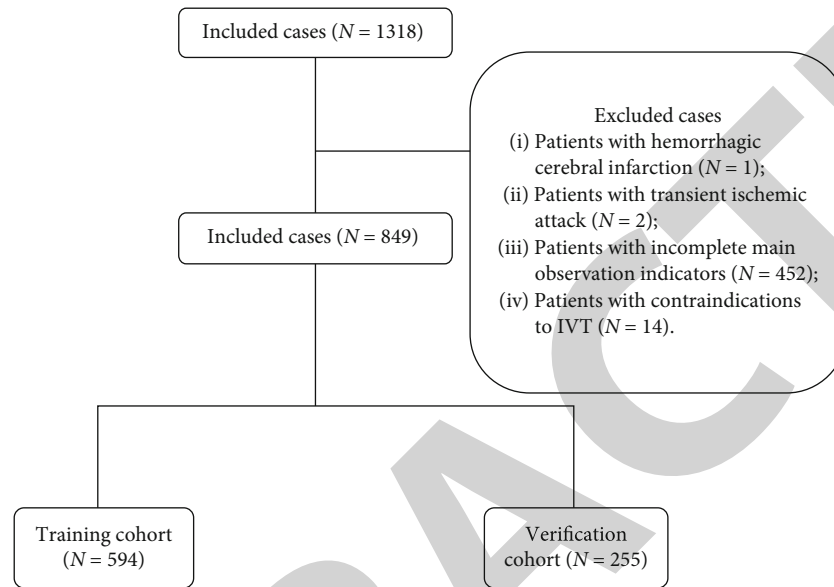 Included cases (N = 1318)
Excluded cases
(i) Patients with hemorrhagic
cerebral infarction (N = 1);
(ii) Patients with transient ischemic
attack (N = 2);
(iii) Patients with incomplete main
observation indicators (N = 452);
(iv) Patients with contraindications
to IVT (N = 14).
Included cases (N = 849)
Training cohort
(N = 594)
Verification
cohort (N = 255)
ACT